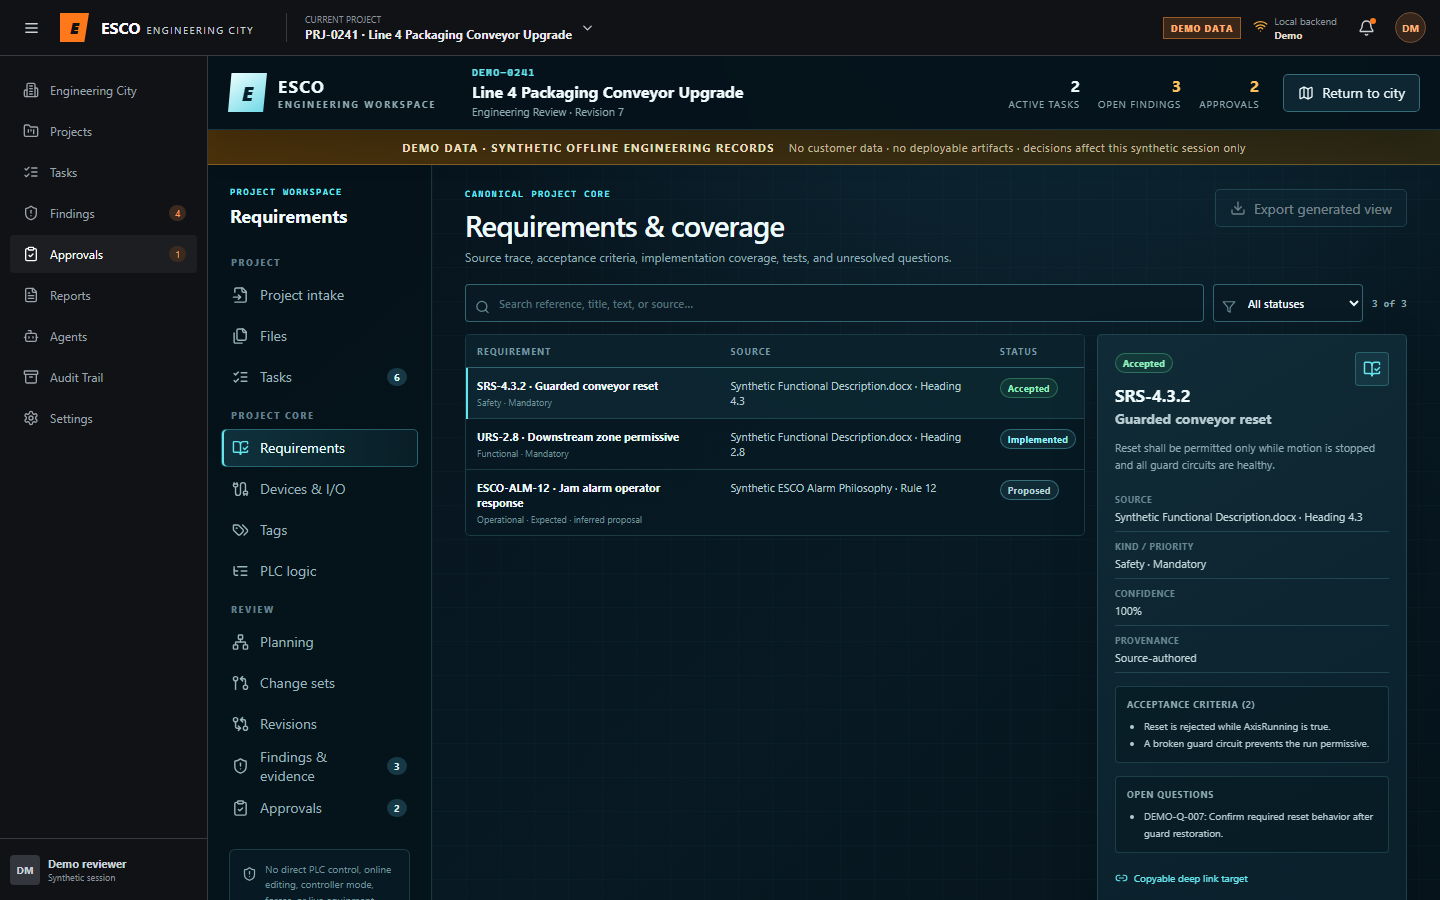 E ESCO ENGINEERING CITY
CURRENT PROJECT
PRJ-0241 · Line 4 Packaging Conveyor Upgrade
DEMO DATA
Local backend
Demo
DM
Engineering City
Projects
Tasks
Findings 4
Approvals 1
Reports
Agents
Audit Trail
Settings
DM
Demo reviewer
Synthetic session
E
ESCO
ENGINEERING WORKSPACE
DEMO-0241
Line 4 Packaging Conveyor Upgrade
Engineering Review · Revision 7
2
ACTIVE TASKS
3
OPEN FINDINGS
2
APPROVALS
Return to city
DEMO DATA · SYNTHETIC OFFLINE ENGINEERING RECORDS No customer data · no deployable artifacts · decisions affect this synthetic session only
PROJECT WORKSPACE
Requirements
PROJECT
Project intake
Files
Tasks 6
PROJECT CORE
Requirements
Devices & I/O
Tags
PLC logic
REVIEW
Planning
Change sets
Revisions
Findings &
evidence 3
Approvals 2
No direct PLC control, online
editing, controller mode,
CANONICAL PROJECT CORE
Requirements & coverage
Source trace, acceptance criteria, implementation coverage, tests, and unresolved questions.
Export generated view
Search reference, title, text, or source...
All statuses
3 of 3
REQUIREMENT SOURCE STATUS
SRS-4.3.2 · Guarded conveyor reset
Safety · Mandatory
Synthetic Functional Description.docx · Heading
4.3
Accepted
URS-2.8 · Downstream zone permissive
Functional · Mandatory
Synthetic Functional Description.docx · Heading
2.8
Implemented
ESCO-ALM-12 · Jam alarm operator
response
Operational · Expected · inferred proposal
Synthetic ESCO Alarm Philosophy · Rule 12
Proposed
Accepted
SRS-4.3.2
Guarded conveyor reset
Reset shall be permitted only while motion is stopped
and all guard circuits are healthy.
SOURCE
Synthetic Functional Description.docx · Heading 4.3
KIND / PRIORITY
Safety · Mandatory
CONFIDENCE
100%
PROVENANCE
Source-authored
ACCEPTANCE CRITERIA (2)
• Reset is rejected while AxisRunning is true.
• A broken guard circuit prevents the run permissive.
OPEN QUESTIONS
• DEMO-Q-007: Confirm required reset behavior after
guard restoration.
Copyable deep link target